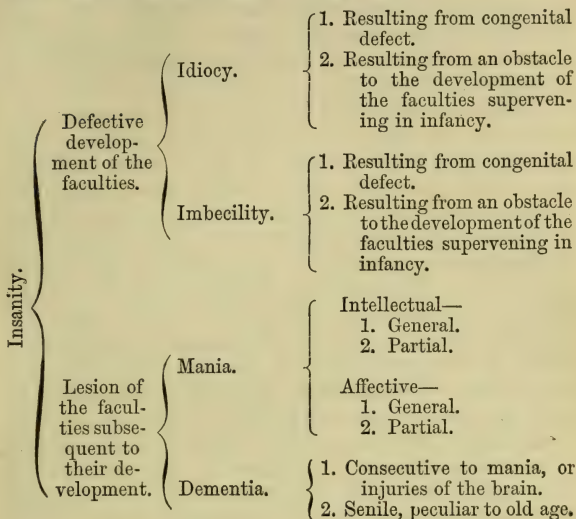 Insanity.
Defective
develop-
ment of the
faculties.
Idiocy.
1. Resulting from congenital
defect.
2. Resulting from an obstacle
to the development of
the faculties superven-
ing in infancy.
Imbecility.
1. Resulting from congenital
defect.
2. Resulting from an obstacle
to the development of the
faculties supervening in
infancy.
Lesion of
the facul-
ties subse-
quent to
their de-
velopment.
Mania.
Intellectual—
1. General.
2. Partial.
Affective—
1. General.
2. Partial.
Dementia.
1. Consecutive to mania, or
injuries of the brain.
2. Senile, peculiar to old age.